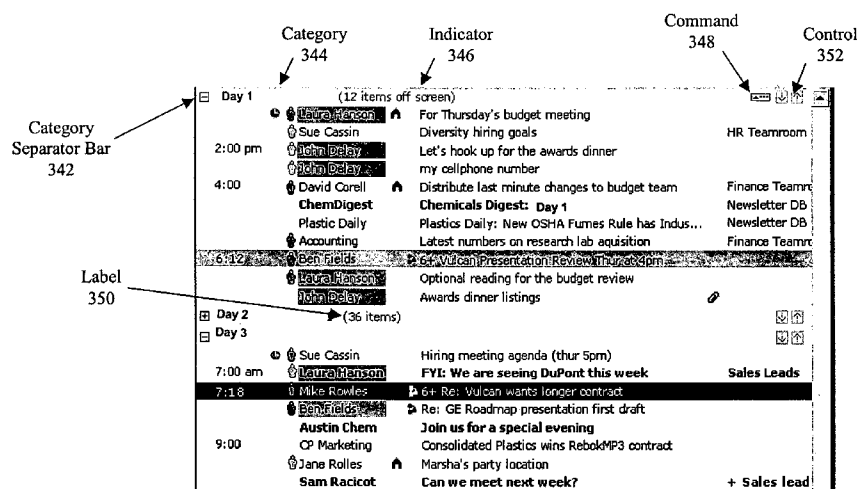 Category
344
Indicator
346
Command
348
Control
352
Category
Separator Bar
342
Day 1 (12 items off screen)
Laura Hanson For Thursday's budget meeting
Sue Cassin Diversity hiring goals HR Teamroom
2:00 pm John Delay Let's hook up for the awards dinner
John Delay my cellphone number
4:00 David Corell Distribute last minute changes to budget team Finance Teamr
ChemDigest Chemicals Digest: Day 1 Newsletter DB
Plastic Daily Plastics Daily: New OSHA Fumes Rule has Indus... Newsletter DB
Accounting Latest numbers on research lab aquisition Finance Teamro
6:12 Ben Fields 6+ Vulcan Presentation Review Thur at 4pm
Label
350
Laura Hanson Optional reading for the budget review
John Delay Awards dinner listings
Day 2 (36 items)
Day 3
Sue Cassin Hiring meeting agenda (thur 5pm)
7:00 am Laura Hanson FYI: We are seeing DuPont this week Sales Leads
7:18 Mike Rowles 6+ Re: Vulcan wants longer contract
Ben Fields Re: GE Roadmap presentation first draft
Austin Chem Join us for a special evening
9:00 CP Marketing Consolidated Plastics wins RebokMP3 contract
Jane Rolles Marsha's party location
Sam Racicot Can we meet next week? + Sales lead